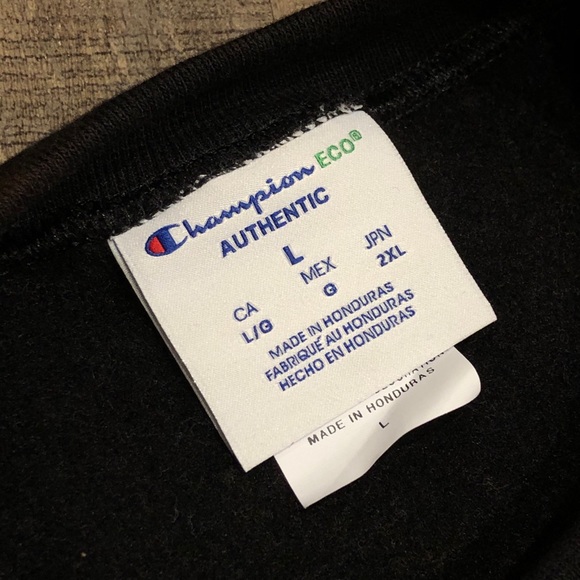 Champion ECO®
AUTHENTIC
L
CA MEX JPN
L/G G 2XL
MADE IN HONDURAS
FABRIQUÉ AU HONDURAS
HECHO EN HONDURAS
MADE IN HONDURAS
L